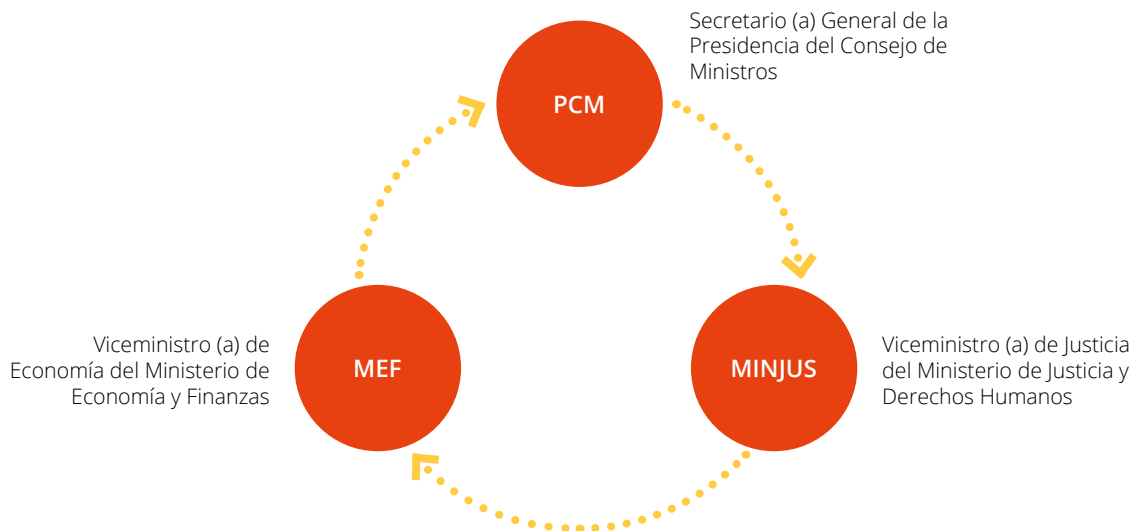 Secretario (a) General de la
Presidencia del Consejo de
Ministros
PCM
Viceministro (a) de
Economía del Ministerio de
Economía y Finanzas
MEF
MINJUS
Viceministro (a) de Justicia
del Ministerio de Justicia y
Derechos Humanos